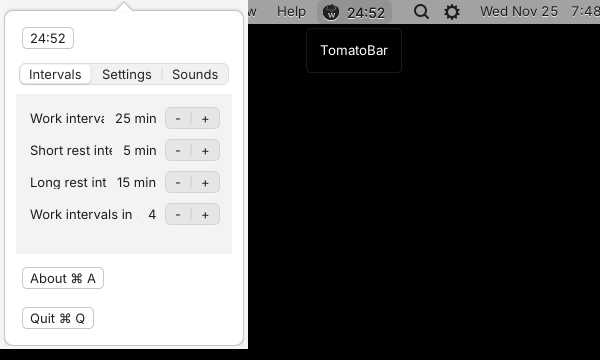 w Help 24:52 Wed Nov 25 7:48
TomatoBar
24:52
Intervals Settings Sounds
Work interva 25 min - +
Short rest inte 5 min - +
Long rest int 15 min - +
Work intervals in 4 - +
About ⌘ A
Quit ⌘ Q